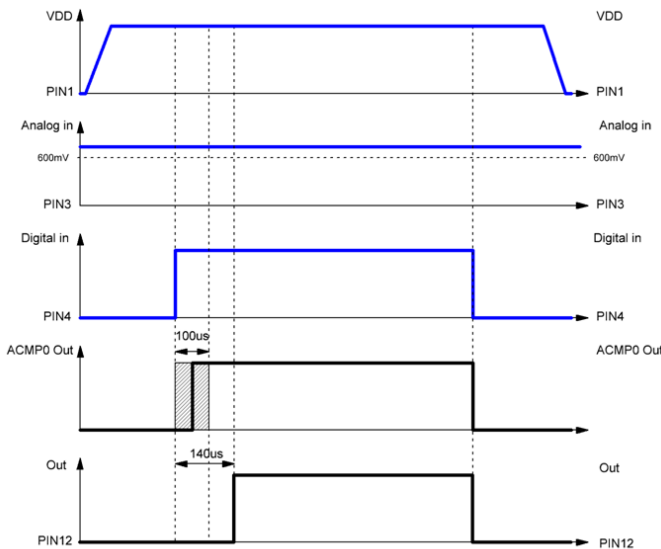 VDD VDD
PIN1 PIN1
Analog in Analog in
600mV 600mV
PIN3 PIN3
Digital in Digital in
PIN4 PIN4
100us
ACMP0 Out ACMP0 Out
140us
Out Out
PIN12 PIN12